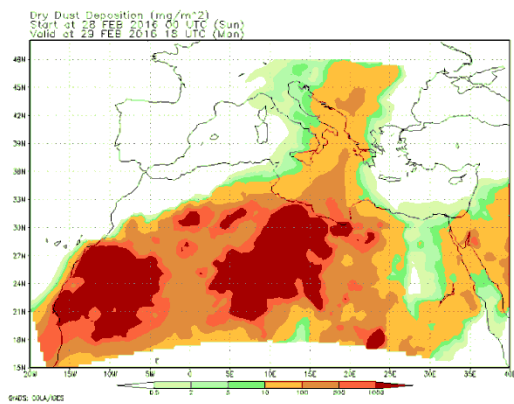 Dry Dust Deposition (mg/m^2)
Start at 28 FEB 2016 00 UTC (Sun)
Valid at 29 FEB 2016 18 UTC (Mon)
48N
45N
42N
39N
36N
33N
30N
27N
24N
21N
18N
15N
20W 15W 10W 5W 0 5E 10E 15E 20E 25E 30E 35E 40E
r
0.5 2 5 10 100 200 1000
GrADS: COLA/IGES